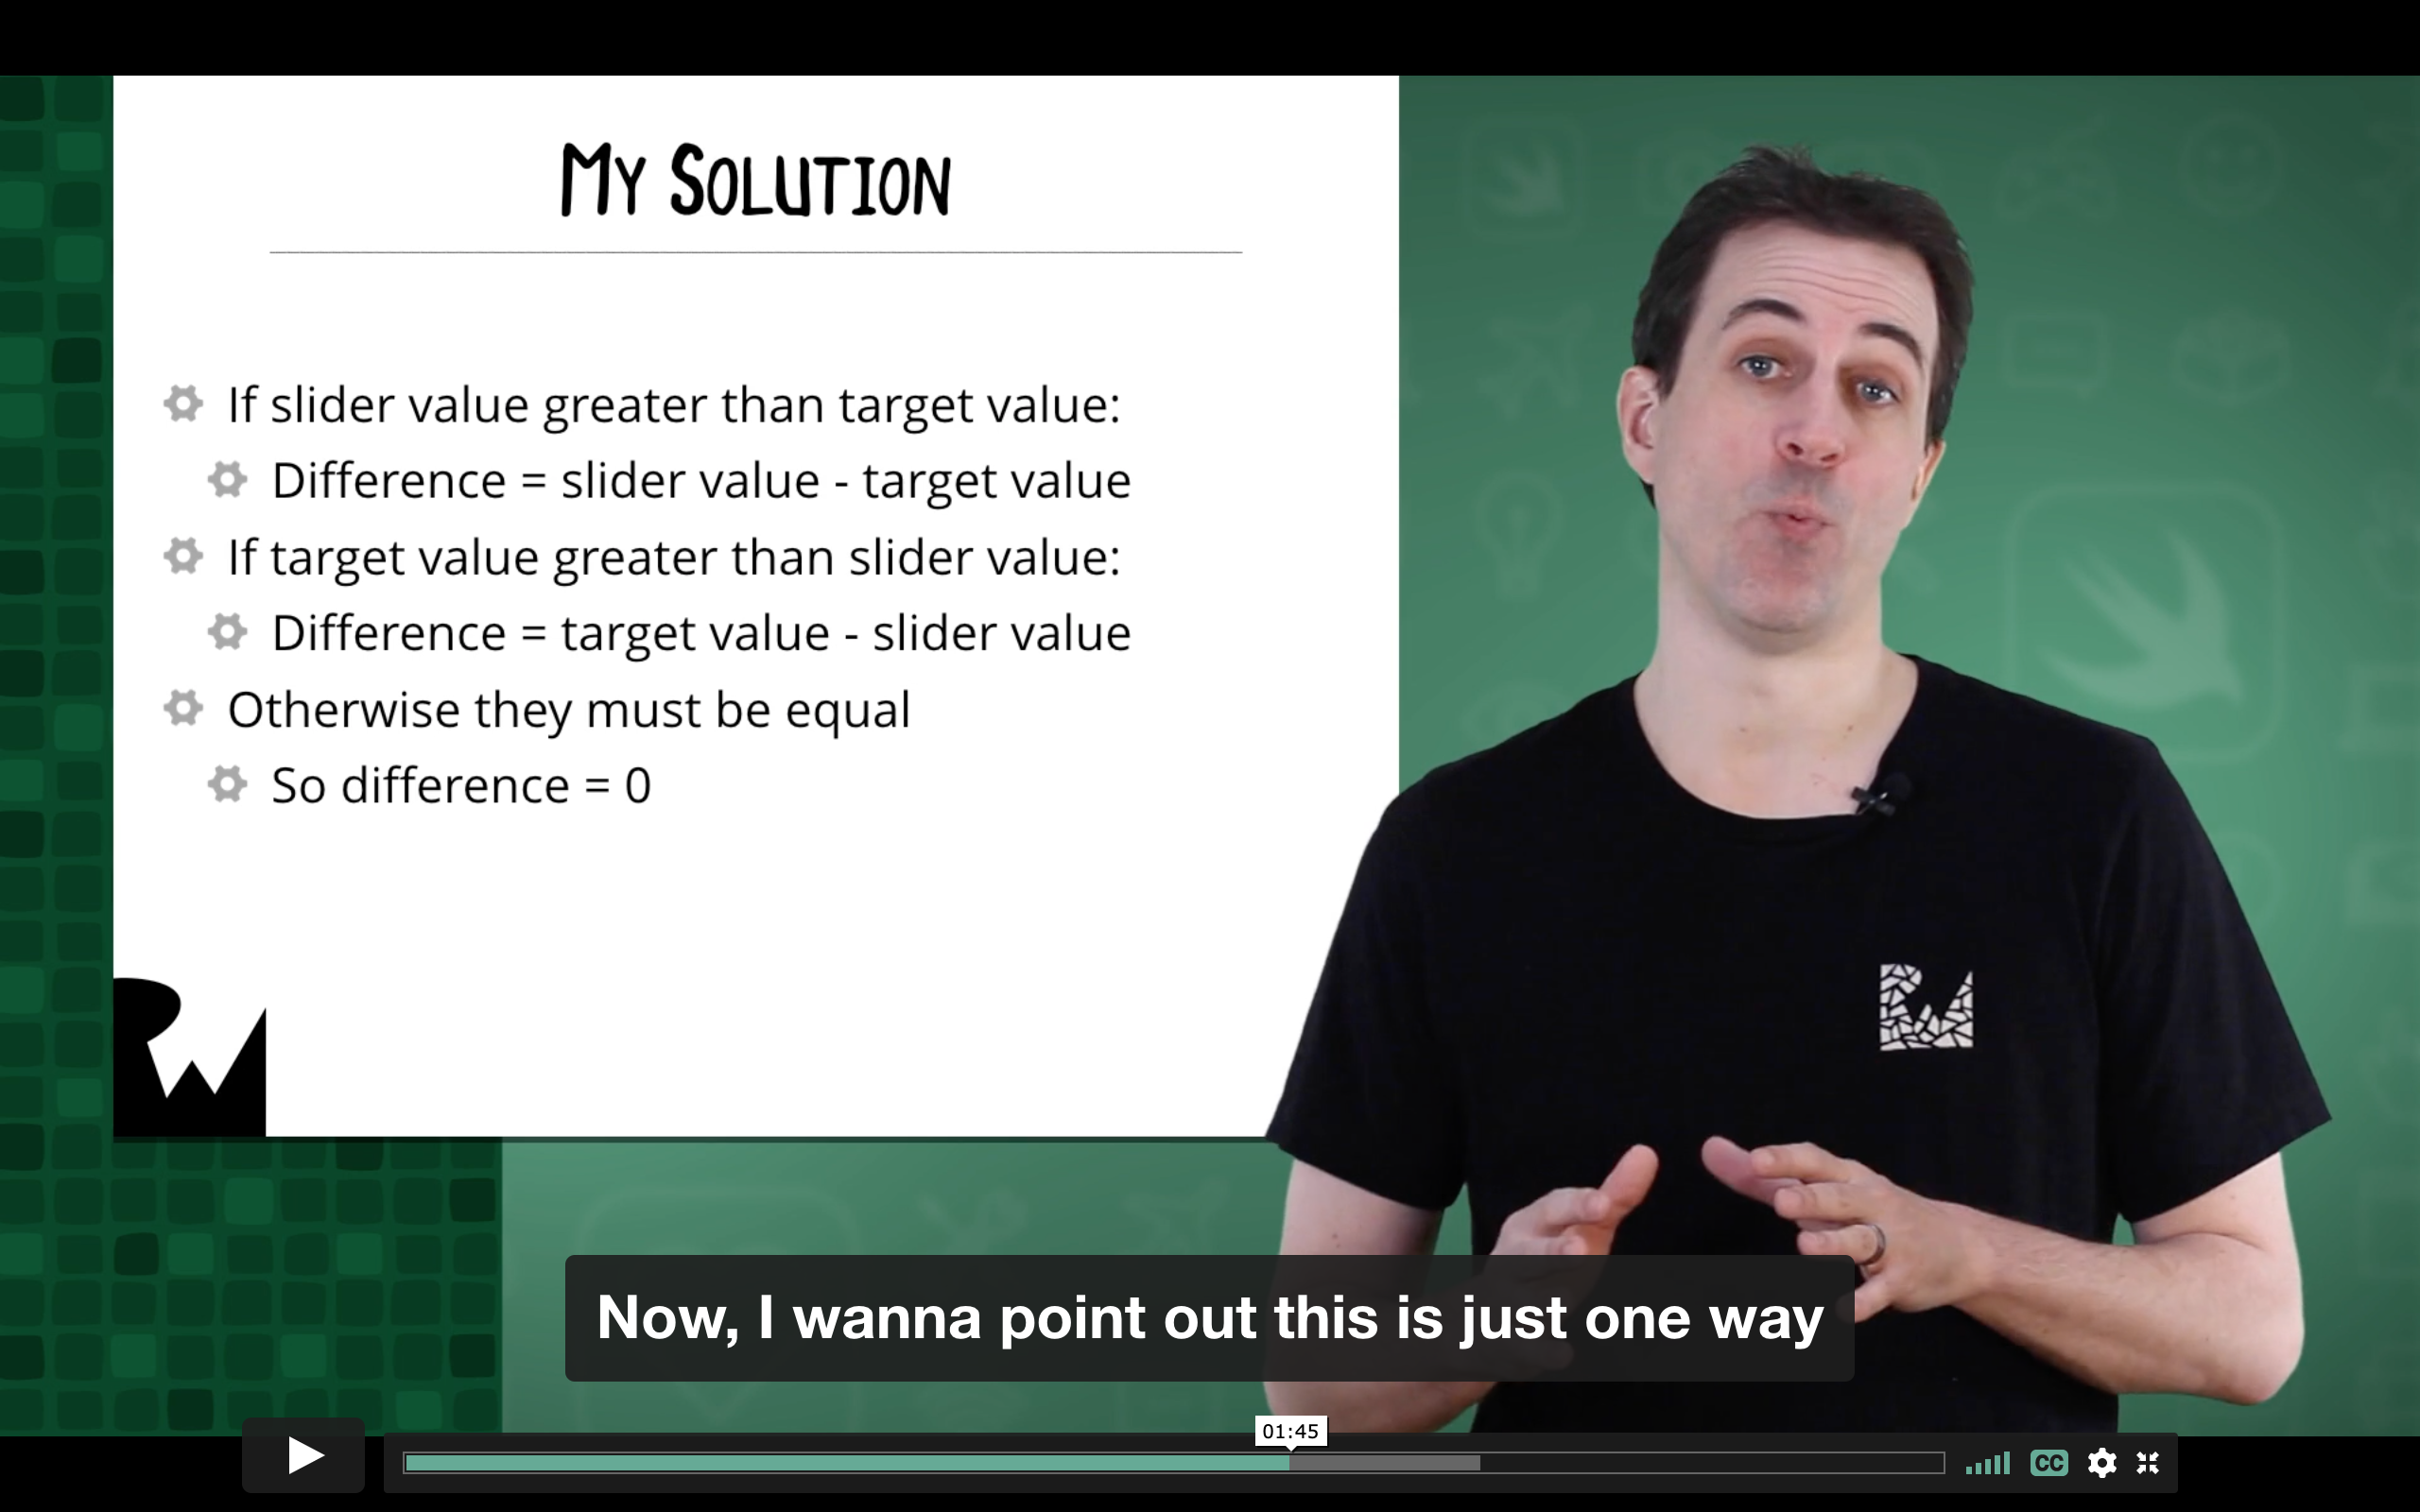 My Solution
If slider value greater than target value:
Difference = slider value - target value
If target value greater than slider value:
Difference = target value - slider value
Otherwise they must be equal
So difference = 0
RW
RW
Now, I wanna point out this is just one way
01:45
CC